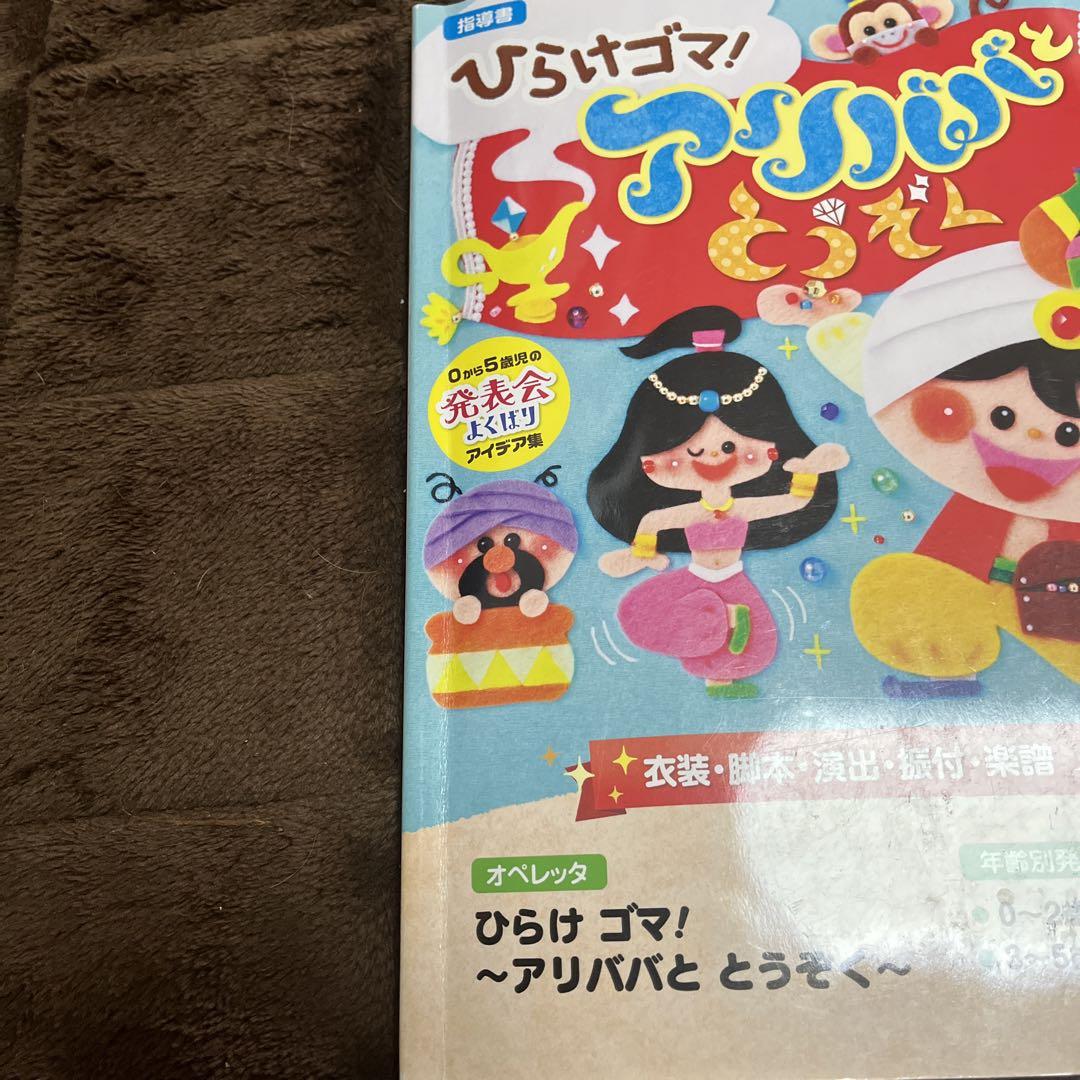 指導書
ひらけゴマ!
アリババと
とうぞく
0から5歳児の
発表会
よくばり
アイデア集
衣装・脚本・演出・振付・楽譜
オペレッタ
ひらけ ゴマ!
〜アリババと とうぞく〜
年齢別発
0〜2
3〜5